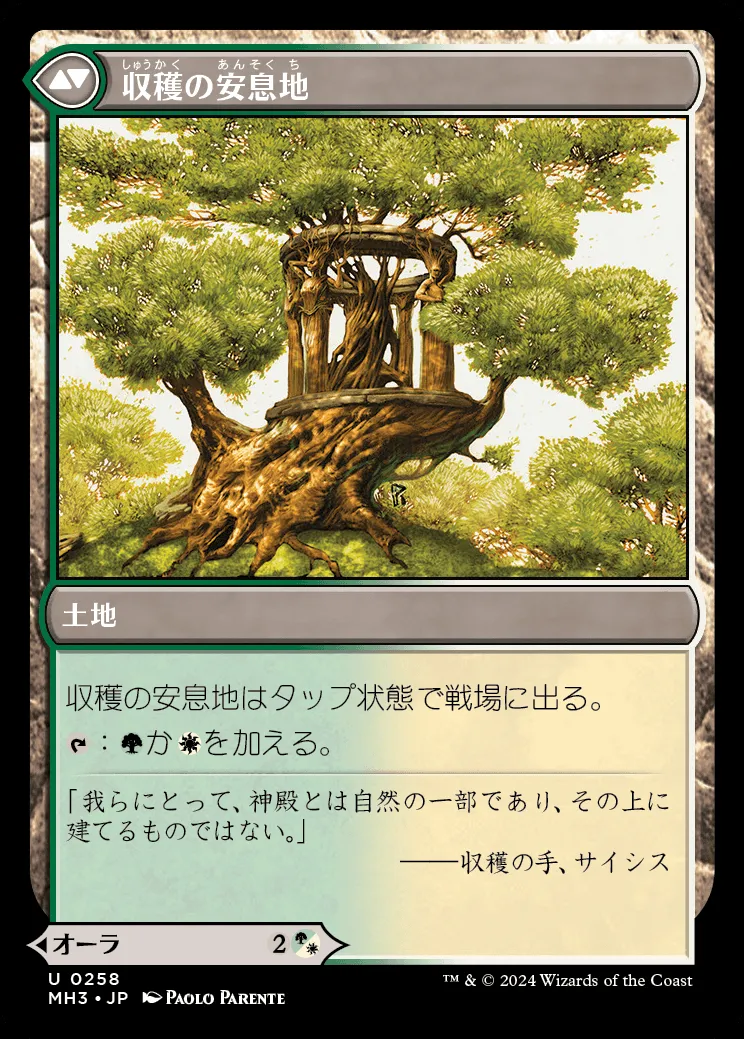 しゅうかく あんそくち
収穫の安息地
土地
収穫の安息地はタップ状態で戦場に出る。
：か を加える。
「我らにとって、神殿とは自然の一部であり、その上に
建てるものではない。」
――収穫の手、サイシス
オーラ 2
U 0258
MH3 • JP PAOLO PARENTE
™ & © 2024 Wizards of the Coast